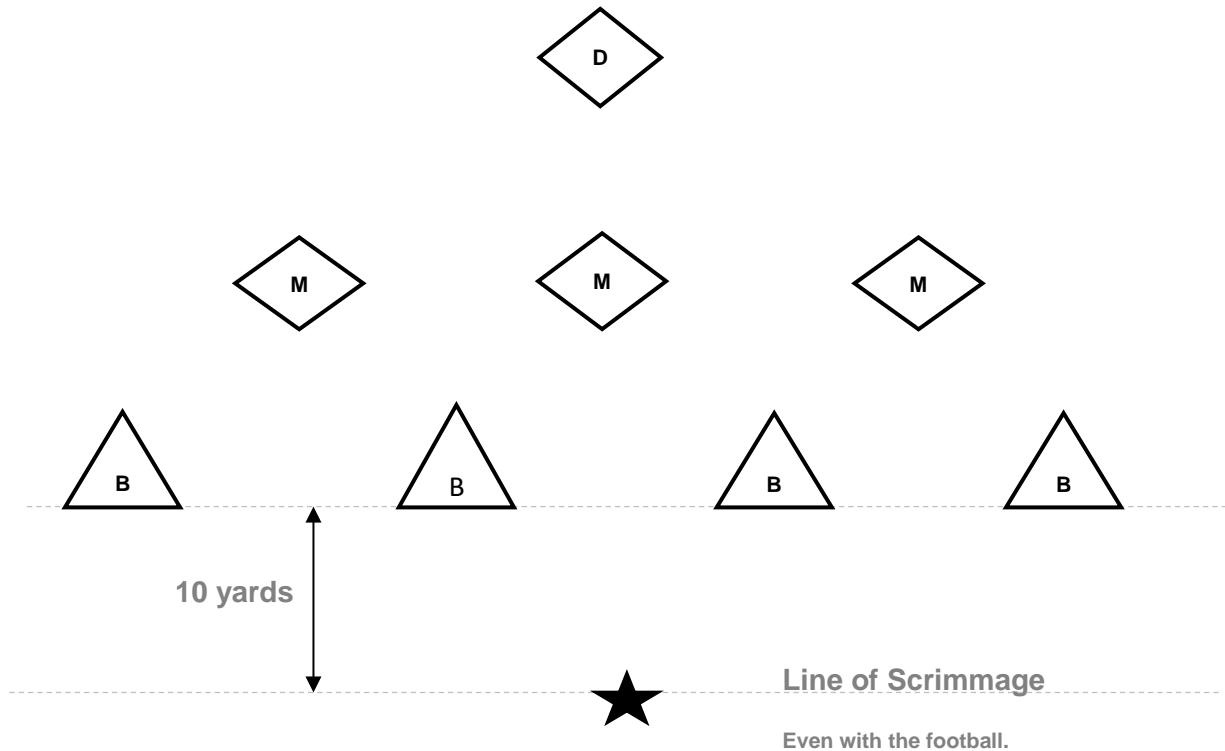 D
M M M
B B B B
10 yards
Line of Scrimmage
Even with the football.